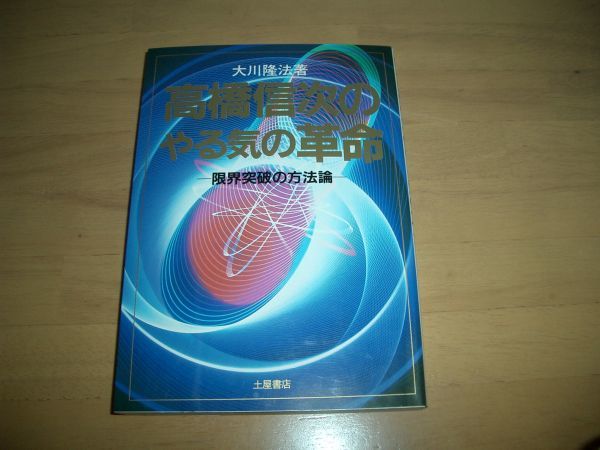 大川隆法著
高橋信次の
やる気の革命
―限界突破の方法論―
土屋書店